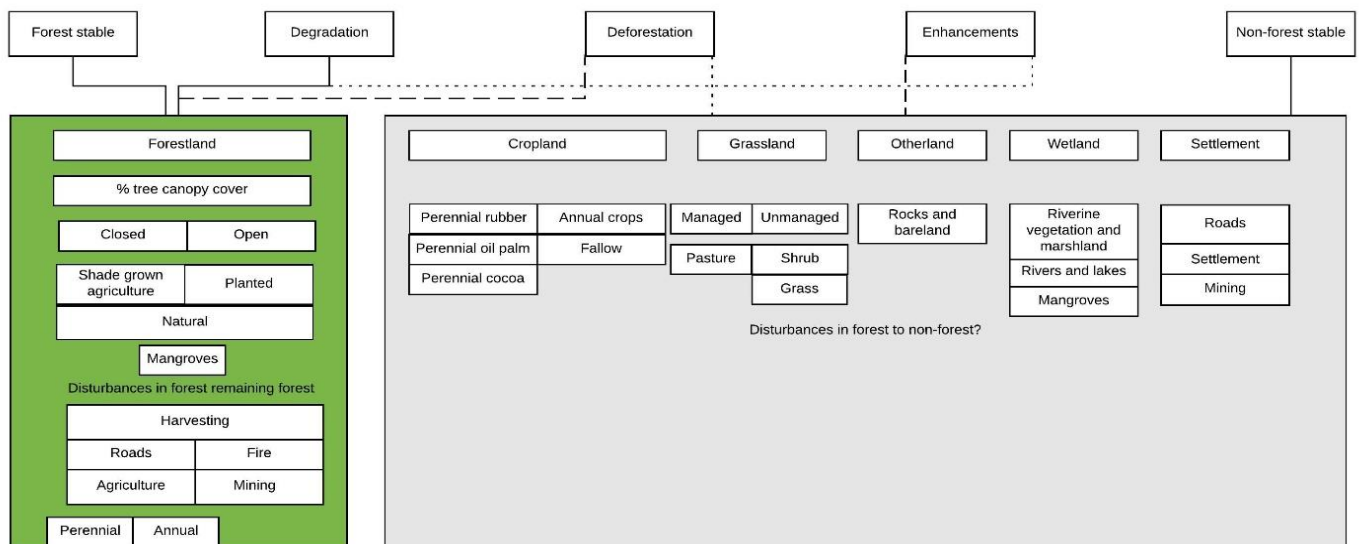 Forest stable
Degradation
Deforestation
Enhancements
Non-forest stable
Forestland
% tree canopy cover
Closed
Open
Shade grown
agriculture
Planted
Natural
Mangroves
Disturbances in forest remaining forest
Harvesting
Roads
Fire
Agriculture
Mining
Perennial
Annual
Cropland
Grassland
Otherland
Wetland
Settlement
Perennial rubber
Annual crops
Perennial oil palm
Fallow
Perennial cocoa
Managed
Unmanaged
Pasture
Shrub
Grass
Rocks and
bareland
Riverine
vegetation and
marshland
Rivers and lakes
Mangroves
Roads
Settlement
Mining
Disturbances in forest to non-forest?